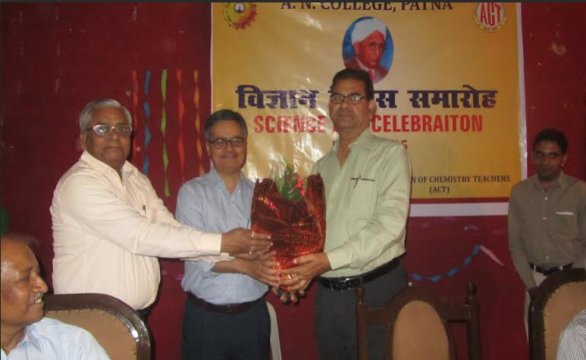 A. N. COLLEGE, PATNA
ACT
विज्ञान समारोह
SCIENCE CELEBRAITON
OF CHEMISTRY TEACHERS
(ACT)